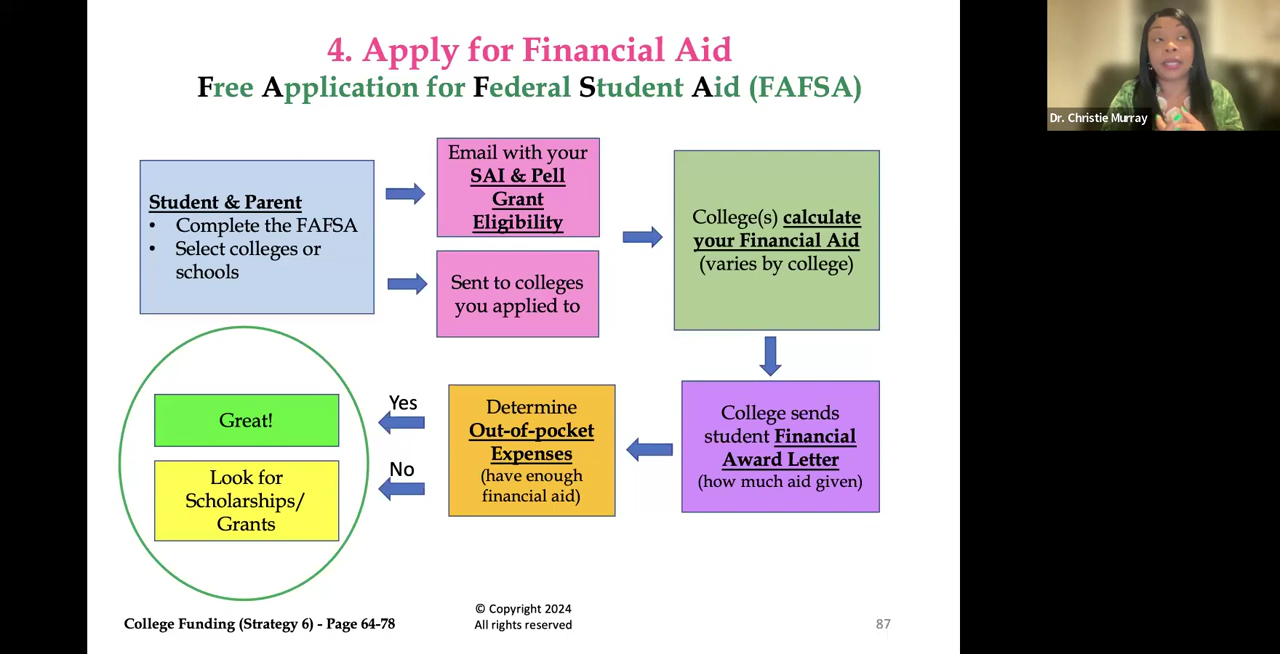 4. Apply for Financial Aid
Free Application for Federal Student Aid (FAFSA)
Dr. Christie Murray
Student & Parent
• Complete the FAFSA
• Select colleges or
schools
Email with your
SAI & Pell
Grant
Eligibility
Sent to colleges
you applied to
College(s) calculate
your Financial Aid
(varies by college)
College sends
student Financial
Award Letter
(how much aid given)
Determine
Out-of-pocket
Expenses
(have enough
financial aid)
Yes
No
Great!
Look for
Scholarships/
Grants
College Funding (Strategy 6) - Page 64-78
© Copyright 2024
All rights reserved
87